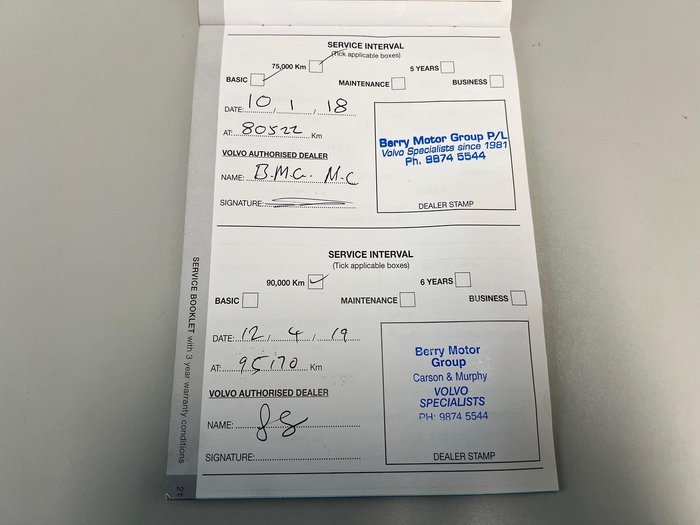 SERVICE INTERVAL
(Tick applicable boxes)
75,000 Km 5 YEARS
BASIC MAINTENANCE BUSINESS
DATE: 10 / 1 / 18
AT: 80522 Km
VOLVO AUTHORISED DEALER
NAME: B.M.G. M.C
SIGNATURE:
Berry Motor Group P/L
Volvo Specialists since 1981
Ph. 9874 5544
DEALER STAMP
SERVICE INTERVAL
(Tick applicable boxes)
90,000 Km 6 YEARS
BASIC MAINTENANCE BUSINESS
DATE: 12 / 4 / 19
AT: 95170 Km
VOLVO AUTHORISED DEALER
NAME:
SIGNATURE:
Berry Motor
Group
Carson & Murphy
VOLVO
SPECIALISTS
PH: 9874 5544
DEALER STAMP
SERVICE BOOKLET with 3 year warranty conditions
21